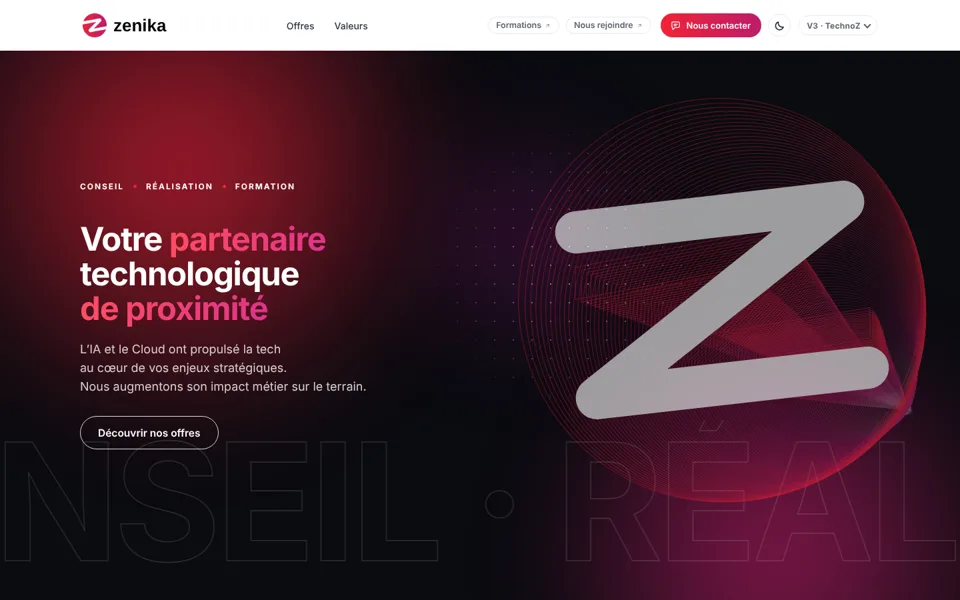 zenika
Offres
Valeurs
Formations
Nous rejoindre
Nous contacter
V3 · TechnoZ
CONSEIL • RÉALISATION • FORMATION
Votre partenaire
technologique
de proximité
L'IA et le Cloud ont propulsé la tech
au cœur de vos enjeux stratégiques.
Nous augmentons son impact métier sur le terrain.
Découvrir nos offres
NSEIL · RÉAL